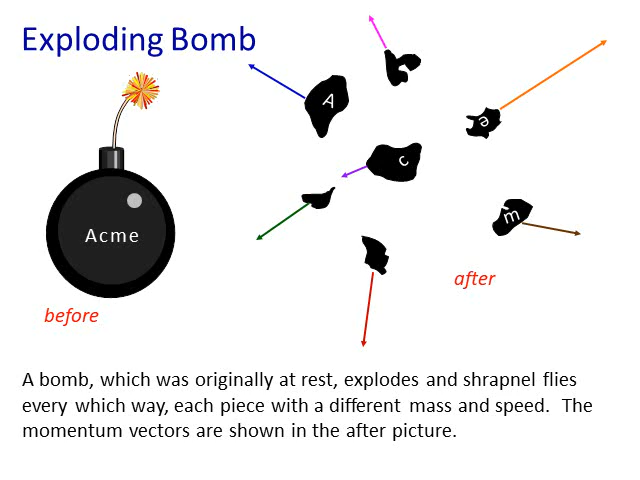 Exploding Bomb
Acme
before
A
c
e
m
after
A bomb, which was originally at rest, explodes and shrapnel flies
every which way, each piece with a different mass and speed.  The
momentum vectors are shown in the after picture.